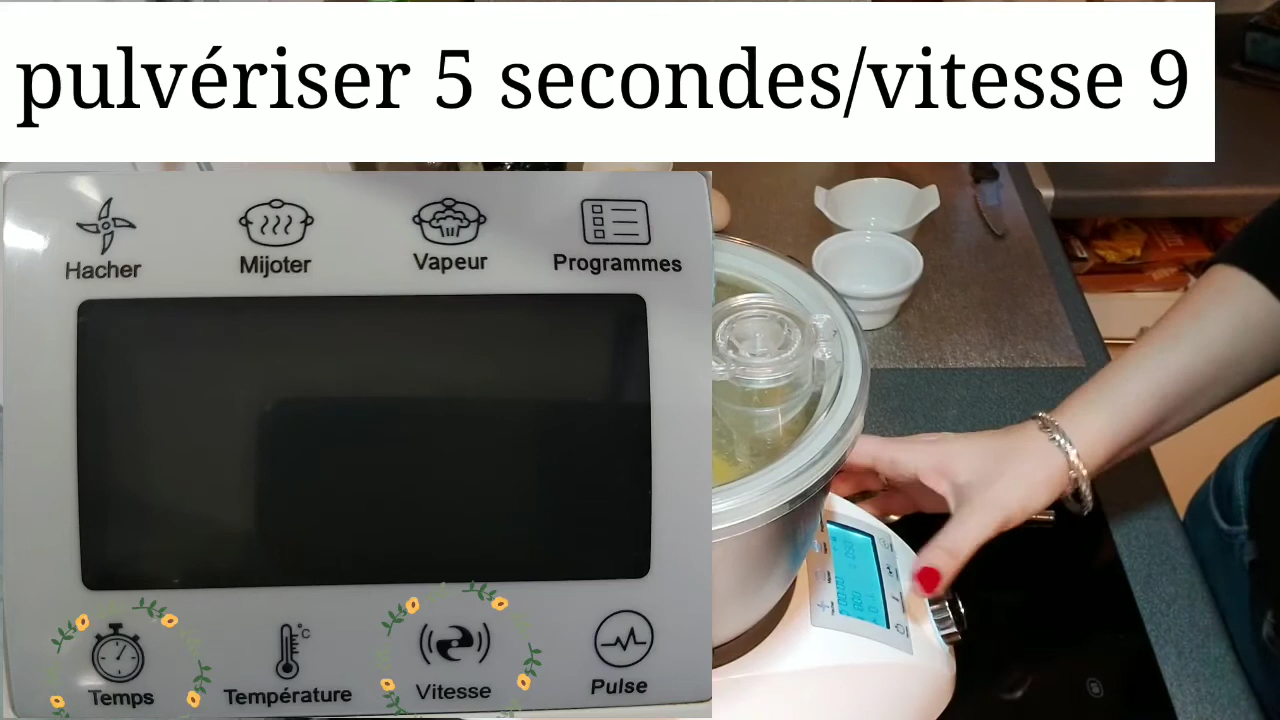 pulvériser 5 secondes/vitesse 9
Hacher Mijoter Vapeur Programmes
°C
Temps Température Vitesse Pulse